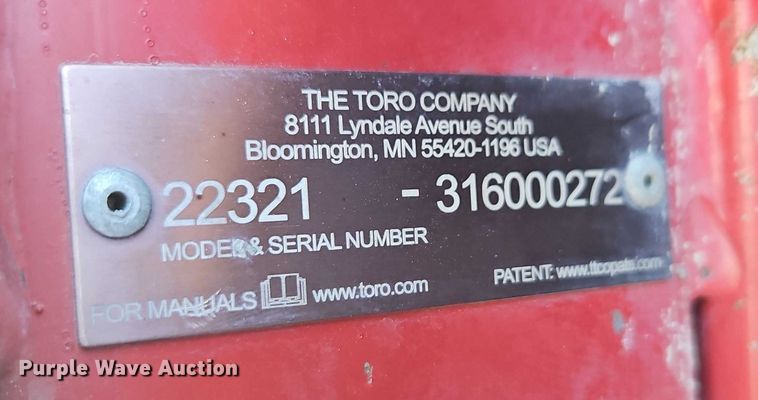 THE TORO COMPANY
8111 Lyndale Avenue South
Bloomington, MN 55420-1196 USA
22321 - 316000272
MODEL & SERIAL NUMBER
PATENT: www.ttcopats.com
FOR MANUALS www.toro.com
Purple Wave Auction